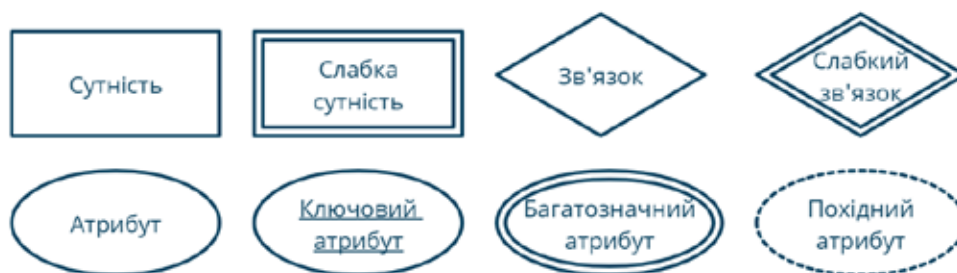 Сутність
Слабка
сутність
Зв'язок
Слабкий
зв'язок
Атрибут
Ключовий
атрибут
Багатозначний
атрибут
Похідний
атрибут